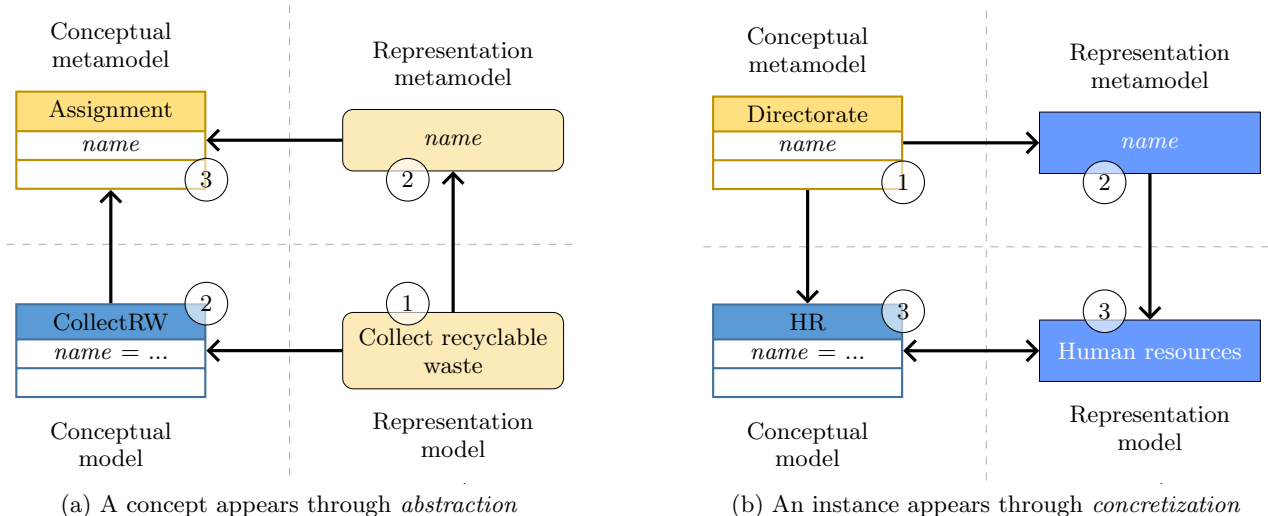 Conceptual
metamodel
Representation
metamodel
Assignment
name
3
name
2
CollectRW
2
name = ...
1
Collect recyclable
waste
Conceptual
model
Representation
model
(a) A concept appears through abstraction
Conceptual
metamodel
Representation
metamodel
Directorate
name
1
name
2
HR
3
name = ...
3
Human resources
Conceptual
model
Representation
model
(b) An instance appears through concretization